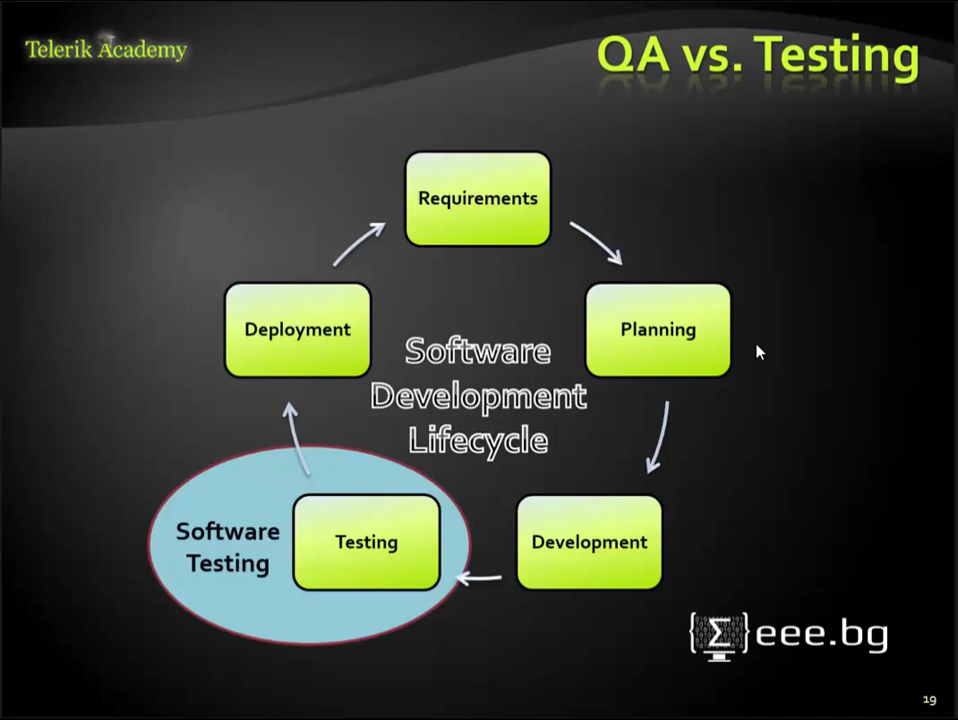 Telerik Academy
QA vs. Testing
Requirements
Deployment
Planning
Software
Development
Lifecycle
Software
Testing
Testing
Development
{Σ}eee.bg
19